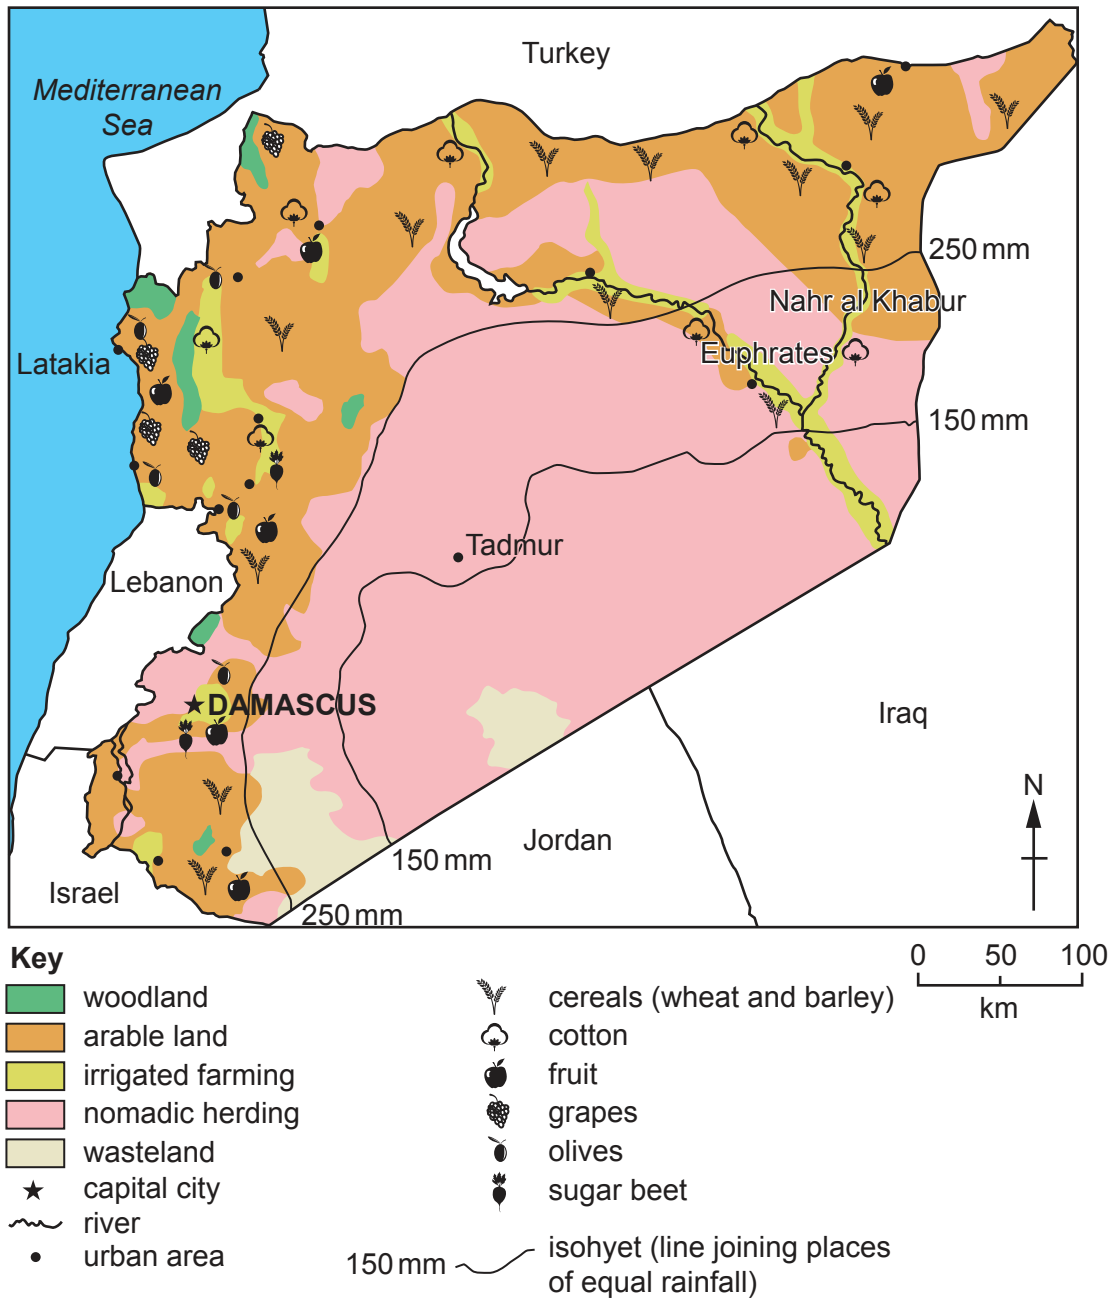 Turkey
Mediterranean
Sea
250 mm
Nahr al Khabur
Euphrates
Latakia
150 mm
Tadmur
Lebanon
DAMASCUS
Iraq
N
Jordan
150 mm
Israel
250 mm
Key
0 50 100
km
woodland
arable land
irrigated farming
nomadic herding
wasteland
capital city
river
urban area
cereals (wheat and barley)
cotton
fruit
grapes
olives
sugar beet
150 mm
isohyet (line joining places
of equal rainfall)